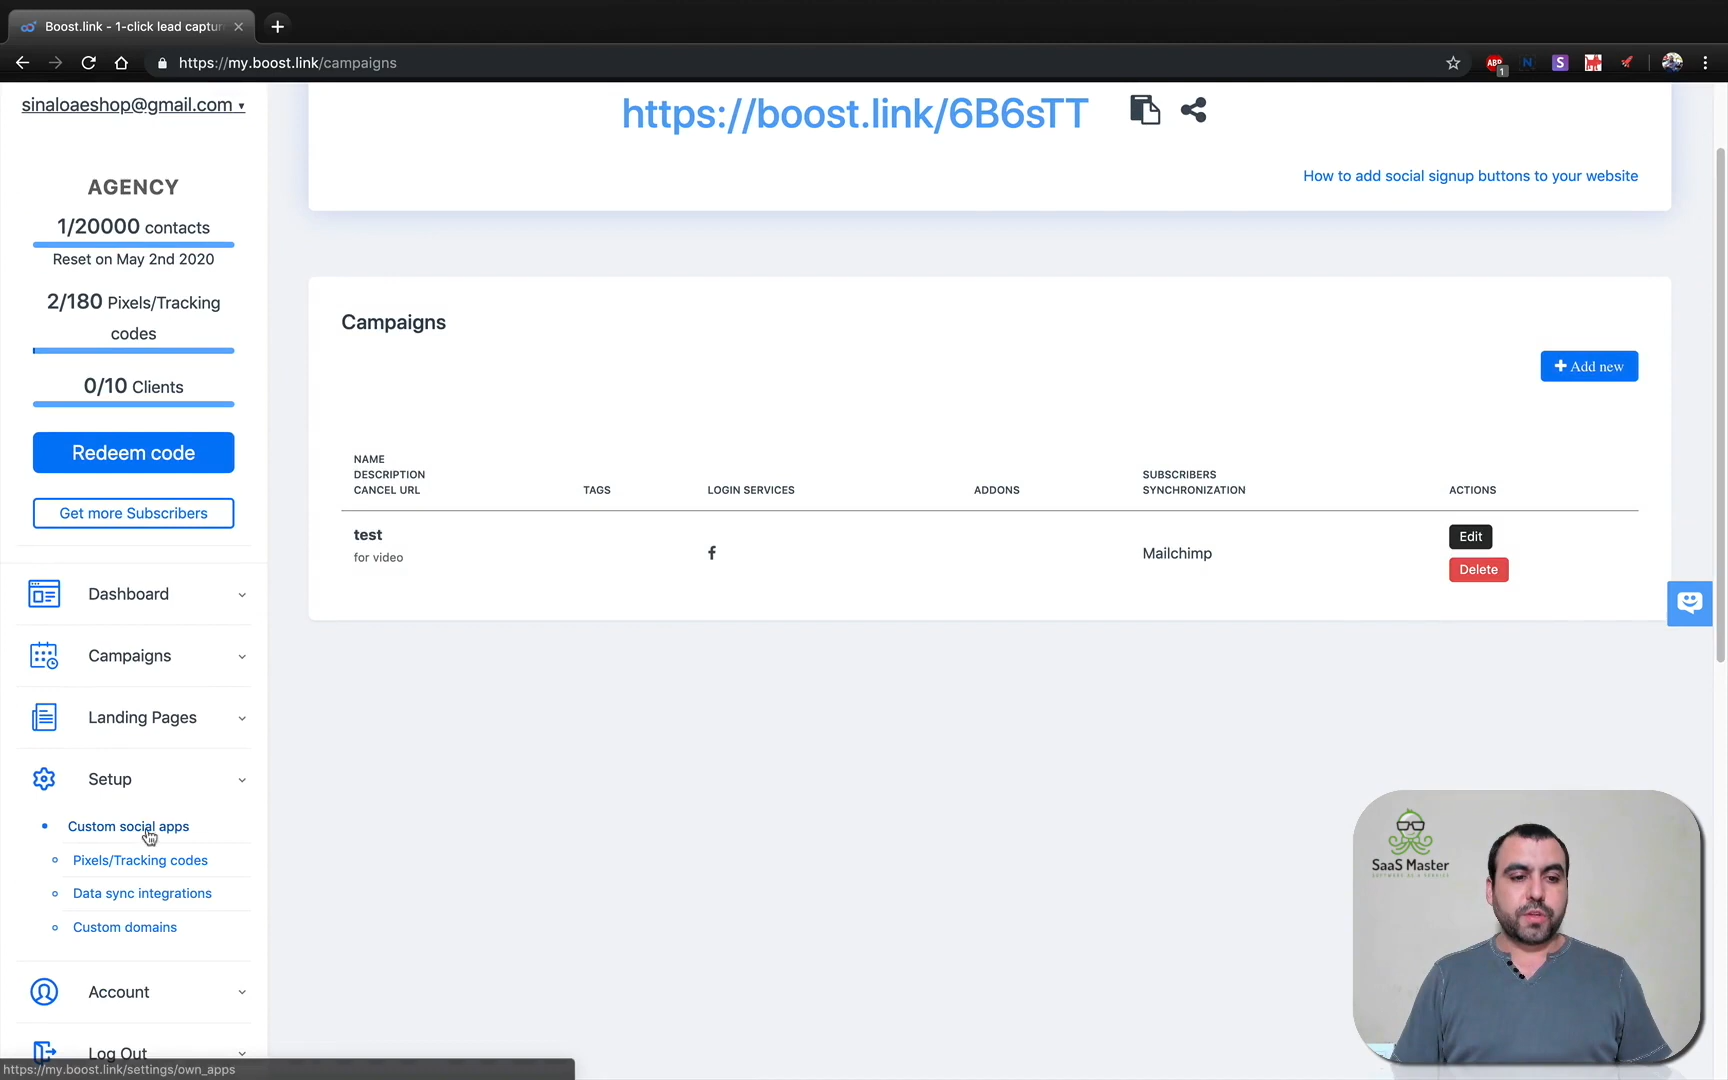 Boost.link - 1-click lead captur
https://my.boost.link/campaigns
ABP
1
N
S
sinaloaeshop@gmail.com
AGENCY
1/20000 contacts
Reset on May 2nd 2020
2/180 Pixels/Tracking
codes
0/10 Clients
Redeem code
Get more Subscribers
Dashboard
Campaigns
Landing Pages
Setup
Custom social apps
Pixels/Tracking codes
Data sync integrations
Custom domains
Account
Log Out
https://my.boost.link/settings/own_apps
https://boost.link/6B6sTT
How to add social signup buttons to your website
Campaigns
+ Add new
NAME
DESCRIPTION
CANCEL URL
TAGS
LOGIN SERVICES
ADDONS
SUBSCRIBERS
SYNCHRONIZATION
ACTIONS
test
for video
Mailchimp
Edit
Delete
SaaS Master